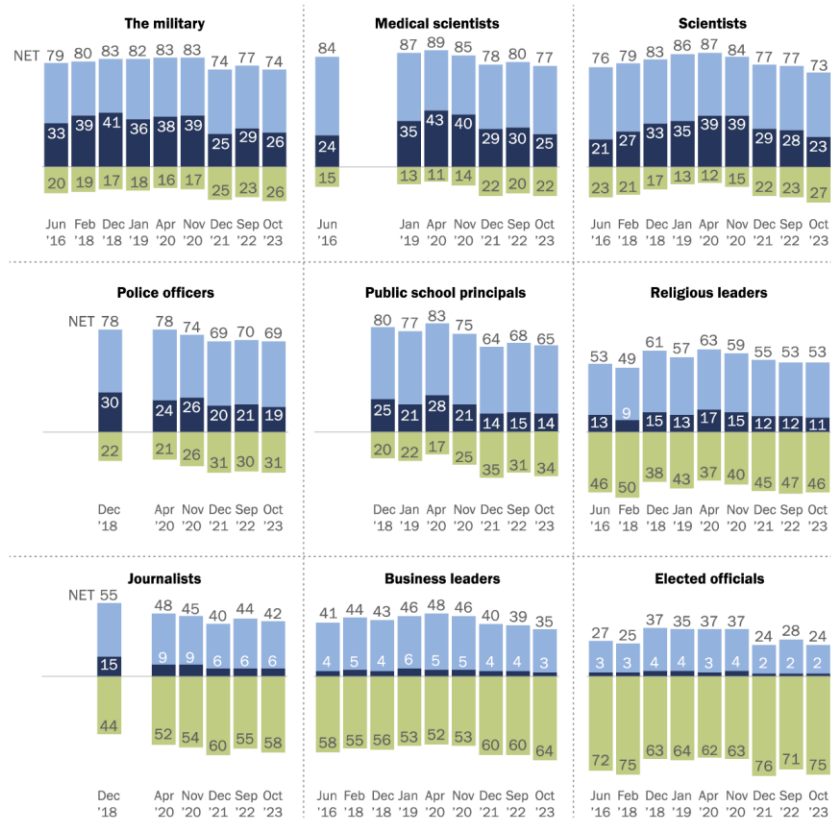 The military
NET 79 80 83 82 83 83 74 77 74
33 39 41 36 38 39 25 29 26
20 19 17 18 16 17 25 23 26
Jun Feb Dec Jan Apr Nov Dec Sep Oct
'16 '18 '18 '19 '20 '20 '21 '22 '23
Medical scientists
84 87 89 85 78 80 77
24 35 43 40 29 30 25
15 13 11 14 22 20 22
Jun Jan Apr Nov Dec Sep Oct
'16 '19 '20 '20 '21 '22 '23
Scientists
76 79 83 86 87 84 77 77 73
21 27 33 35 39 39 29 28 23
23 21 17 13 12 15 22 23 27
Jun Feb Dec Jan Apr Nov Dec Sep Oct
'16 '18 '18 '19 '20 '20 '21 '22 '23
Police officers
NET 78 78 74 69 70 69
30 24 26 20 21 19
22 21 26 31 30 31
Dec Apr Nov Dec Sep Oct
'18 '20 '20 '21 '22 '23
Public school principals
80 77 83 75 64 68 65
25 21 28 21 14 15 14
20 22 17 25 35 31 34
Dec Jan Apr Nov Dec Sep Oct
'18 '19 '20 '20 '21 '22 '23
Religious leaders
53 49 61 57 63 59 55 53 53
13 9 15 13 17 15 12 12 11
46 50 38 43 37 40 45 47 46
Jun Feb Dec Jan Apr Nov Dec Sep Oct
'16 '18 '18 '19 '20 '20 '21 '22 '23
Journalists
NET 55 48 45 40 44 42
15 9 9 6 6 6
44 52 54 60 55 58
Dec Apr Nov Dec Sep Oct
'18 '20 '20 '21 '22 '23
Business leaders
41 44 43 46 48 46 40 39 35
4 5 4 6 5 5 4 4 3
58 55 56 53 52 53 60 60 64
Jun Feb Dec Jan Apr Nov Dec Sep Oct
'16 '18 '18 '19 '20 '20 '21 '22 '23
Elected officials
27 25 37 35 37 37 24 28 24
3 3 4 4 3 4 2 2 2
72 75 63 64 62 63 76 71 75
Jun Feb Dec Jan Apr Nov Dec Sep Oct
'16 '18 '18 '19 '20 '20 '21 '22 '23